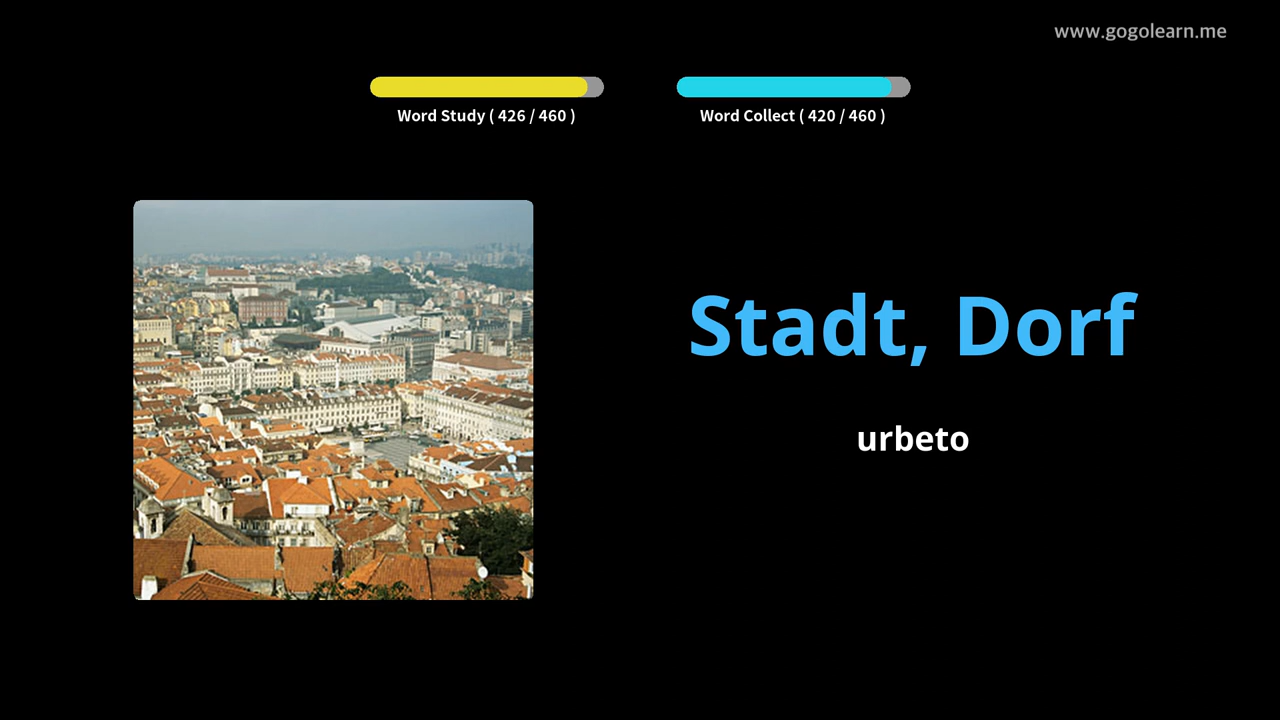 www.gogolearn.me
Word Study ( 426 / 460 )
Word Collect ( 420 / 460 )
Stadt, Dorf
urbeto